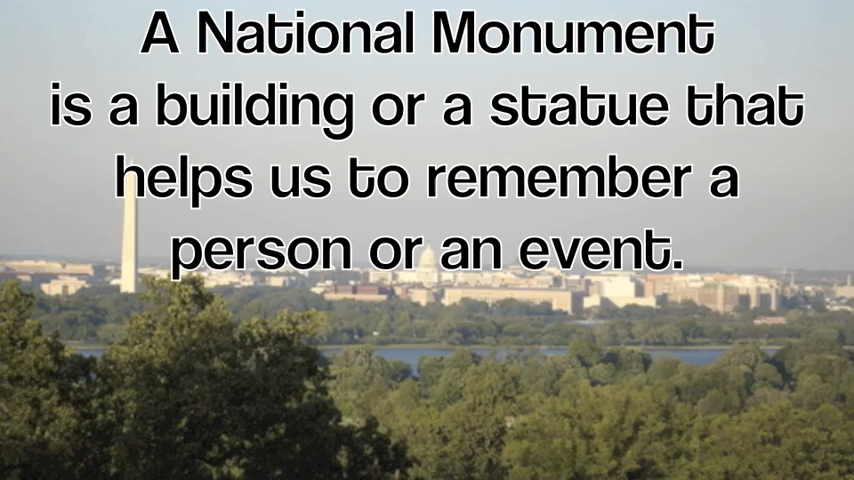 A National Monument
is a building or a statue that
helps us to remember a
person or an event.